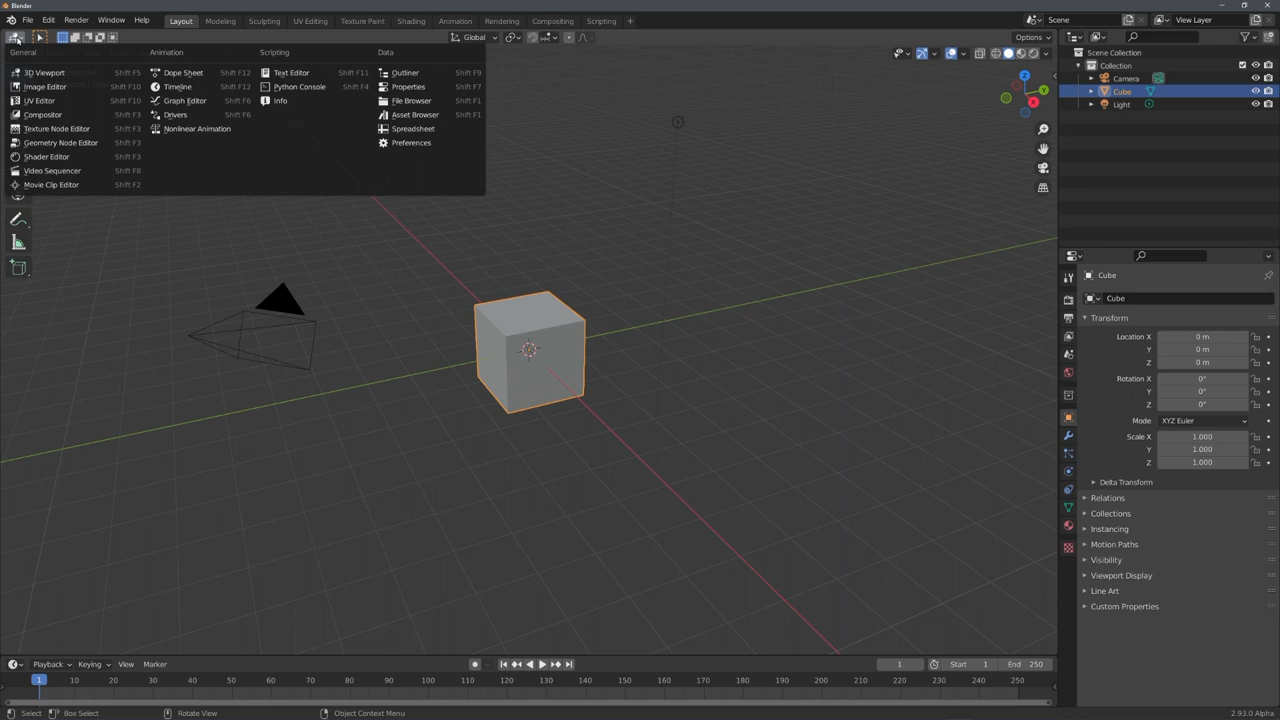 Blender
File Edit Render Window Help
Layout Modeling Sculpting UV Editing Texture Paint Shading Animation Rendering Compositing Scripting +
Scene
View Layer
Global
Options
General
3D Viewport Shift F5
Image Editor Shift F10
UV Editor Shift F10
Compositor Shift F3
Texture Node Editor Shift F3
Geometry Node Editor Shift F3
Shader Editor Shift F3
Video Sequencer Shift F8
Movie Clip Editor Shift F2
Animation
Dope Sheet Shift F12
Timeline Shift F12
Graph Editor Shift F6
Drivers Shift F6
Nonlinear Animation
Scripting
Text Editor Shift F11
Python Console Shift F4
Info
Data
Outliner Shift F9
Properties Shift F7
File Browser Shift F1
Asset Browser Shift F1
Spreadsheet
Preferences
Z
Y
X
Scene Collection
Collection
Camera
Cube
Light
Cube
Cube
Transform
Location X 0 m
Y 0 m
Z 0 m
Rotation X 0°
Y 0°
Z 0°
Mode XYZ Euler
Scale X 1.000
Y 1.000
Z 1.000
Delta Transform
Relations
Collections
Instancing
Motion Paths
Visibility
Viewport Display
Line Art
Custom Properties
Playback Keying View Marker
1 Start 1 End 250
1 10 20 30 40 50 60 70 80 90 100 110 120 130 140 150 160 170 180 190 200 210 220 230 240 250
Select Box Select Rotate View Object Context Menu
2.93.0 Alpha